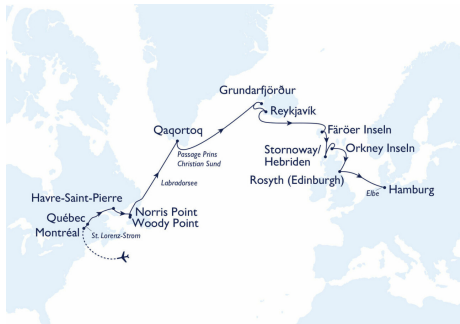 Grundarfjörður
Reykjavík
Qaqortoq
Passage Prins
Christian Sund
Färöer Inseln
Stornoway/
Hebriden
Orkney Inseln
Rosyth (Edinburgh)
Elbe
Hamburg
Labradorsee
Havre-Saint-Pierre
Norris Point
Woody Point
Québec
Montréal
St. Lorenz-Strom